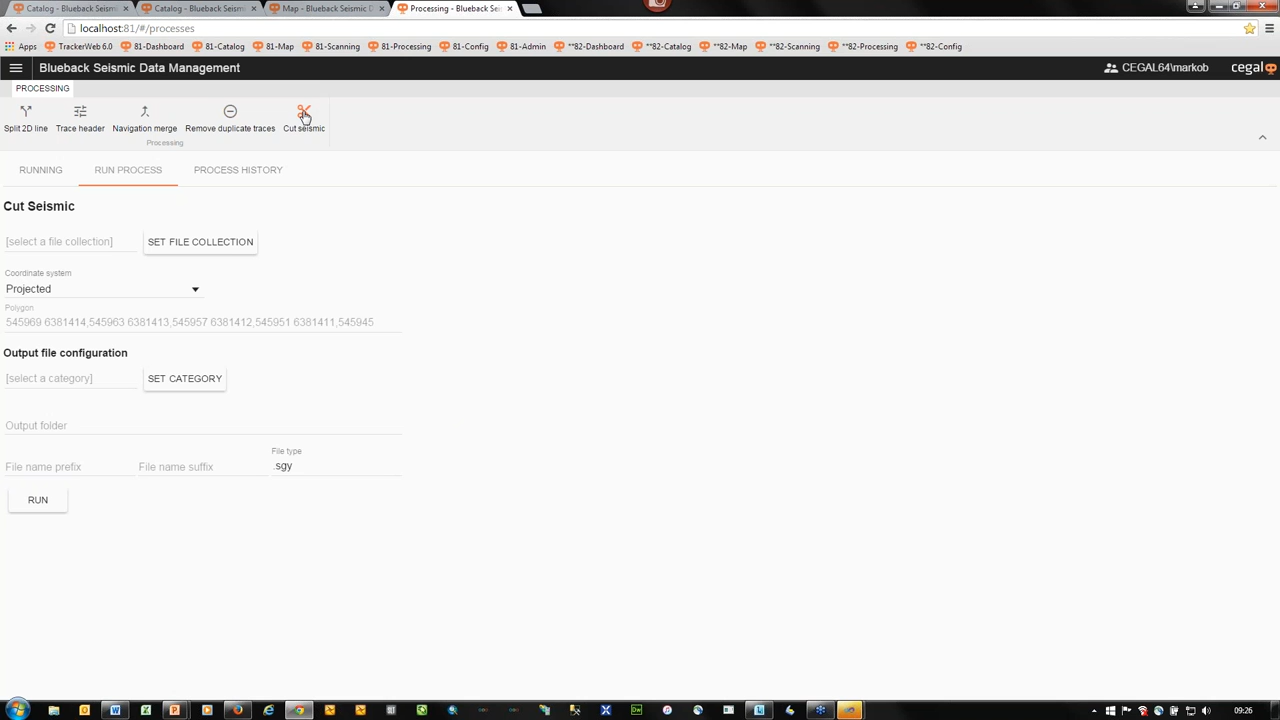 Catalog - Blueback Seism
Catalog - Blueback Seismi
Map - Blueback Seismic D
Processing - Blueback Sei
localhost:81/#/processes
Apps
TrackerWeb 6.0
81-Dashboard
81-Catalog
81-Map
81-Scanning
81-Processing
81-Config
81-Admin
**82-Dashboard
**82-Catalog
**82-Map
**82-Scanning
**82-Processing
**82-Config
Blueback Seismic Data Management
CEGAL64\markob
cegal
PROCESSING
Split 2D line
Trace header
Navigation merge
Remove duplicate traces
Cut seismic
Processing
RUNNING
RUN PROCESS
PROCESS HISTORY
Cut Seismic
[select a file collection]
SET FILE COLLECTION
Coordinate system
Projected
Polygon
545969 6381414,545963 6381413,545957 6381412,545951 6381411,545945
Output file configuration
[select a category]
SET CATEGORY
Output folder
File type
File name prefix
File name suffix
.sgy
RUN
09:26